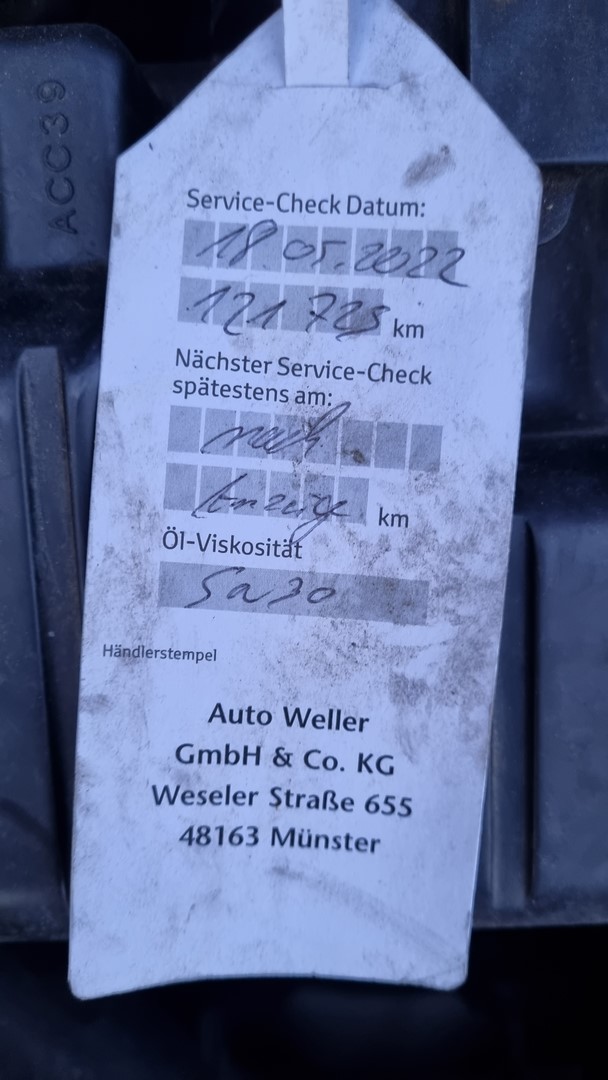 ACC39
Service-Check Datum:
18.05.2022
121 725 km
Nächster Service-Check
spätestens am:
nach
Anzeige km
Öl-Viskosität
5W30
Händlerstempel
Auto Weller
GmbH & Co. KG
Weseler Straße 655
48163 Münster